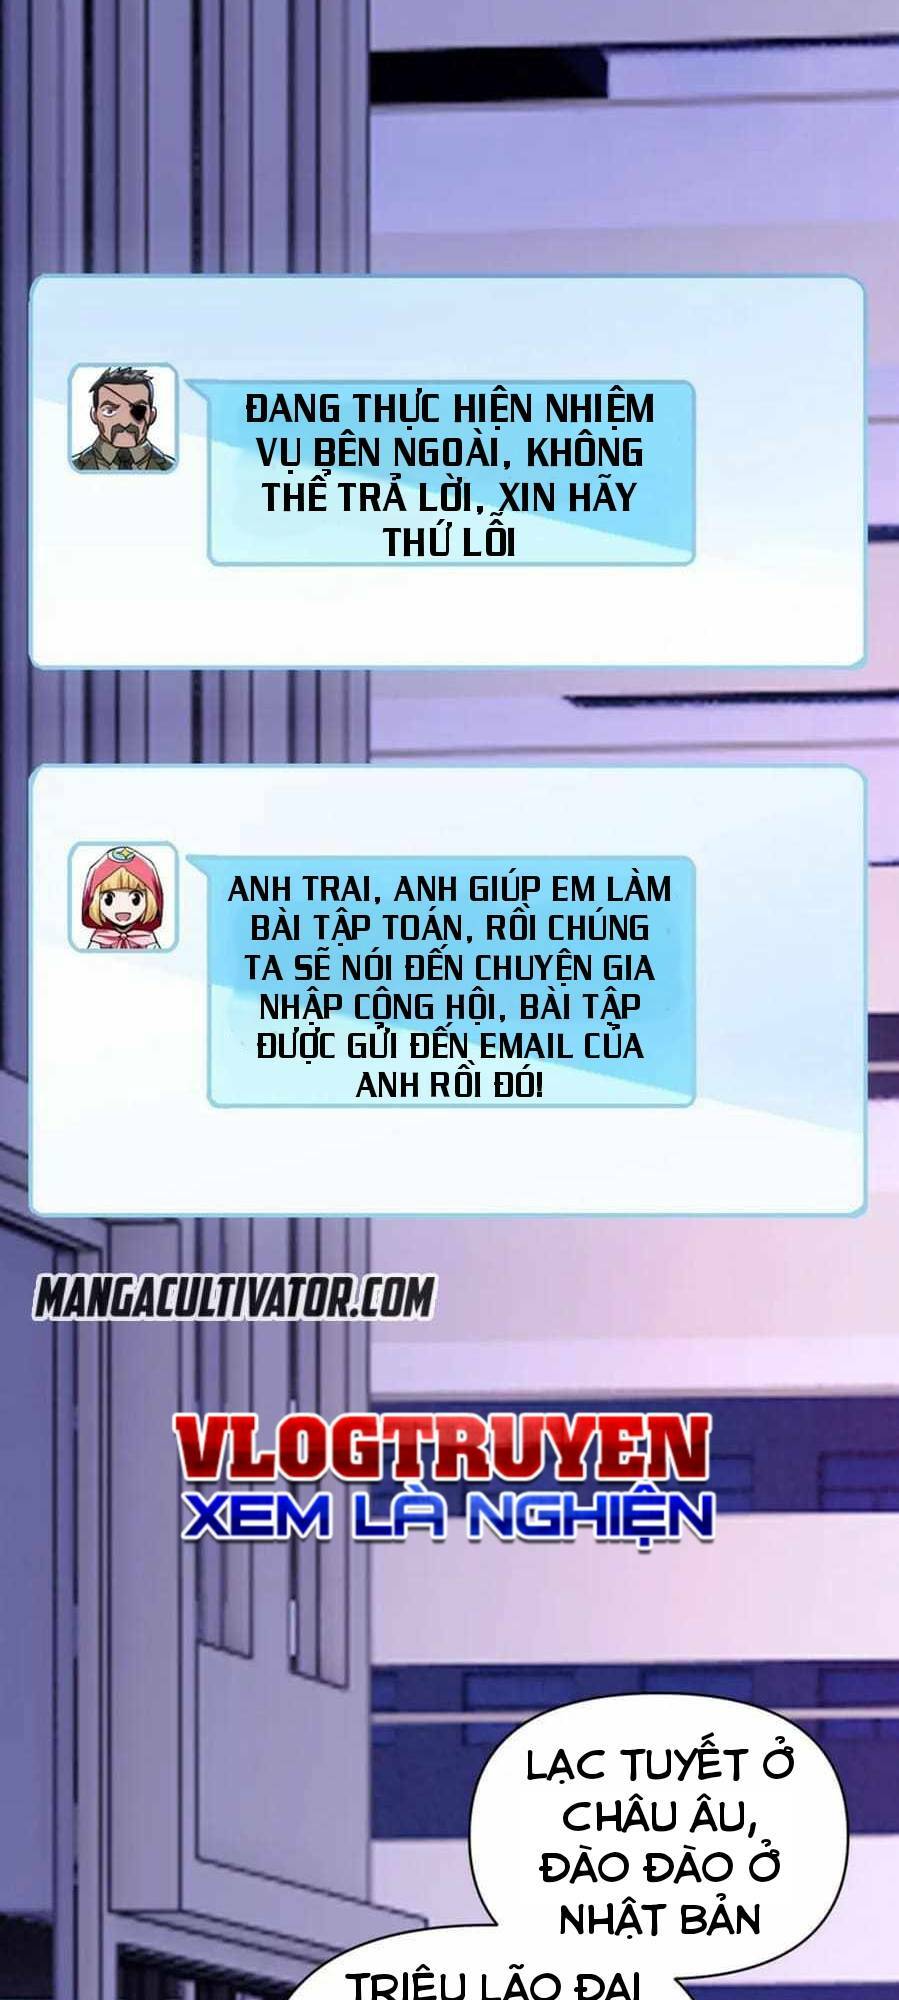 ĐANG THỰC HIỆN NHIỆM
VỤ BÊN NGOÀI, KHÔNG
THỂ TRẢ LỜI, XIN HÃY
THỨ LỖI
ANH TRAI, ANH GIÚP EM LÀM
BÀI TẬP TOÁN, RỒI CHÚNG
TA SẼ NÓI ĐẾN CHUYỆN GIA
NHẬP CỘNG HỘI, BÀI TẬP
ĐƯỢC GỬI ĐẾN EMAIL CỦA
ANH RỒI ĐÓ!
MANGACULTIVATOR.COM
VLOGTRUYEN
XEM LÀ NGHIỆN
LẠC TUYẾT Ở
CHÂU ÂU,
ĐÀO ĐÀO Ở
NHẬT BẢN
TRIỆU LÃO ĐẠI